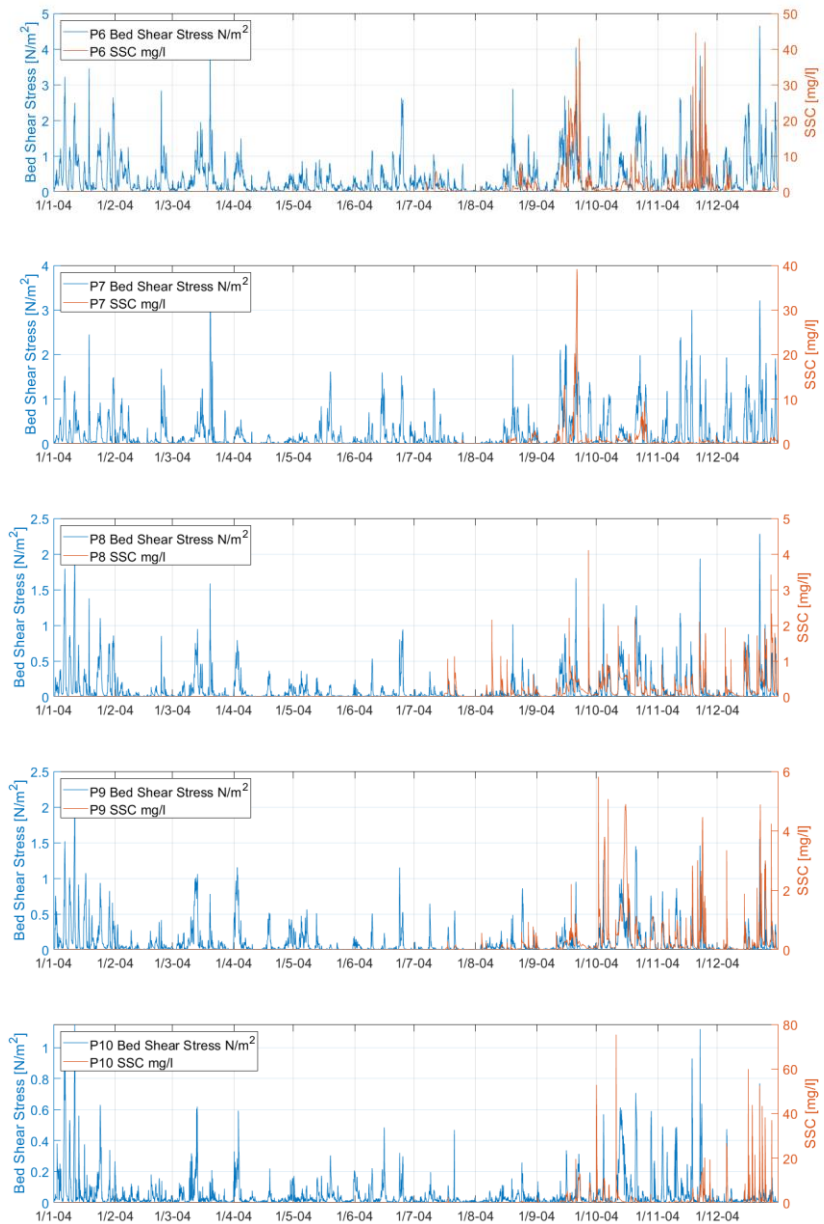 Bed Shear Stress [N/m²]
SSC [mg/l]
P6 Bed Shear Stress N/m²
P6 SSC mg/l
5
4
3
2
1
0
50
40
30
20
10
0
1/1-04 1/2-04 1/3-04 1/4-04 1/5-04 1/6-04 1/7-04 1/8-04 1/9-04 1/10-04 1/11-04 1/12-04
Bed Shear Stress [N/m²]
SSC [mg/l]
P7 Bed Shear Stress N/m²
P7 SSC mg/l
4
3
2
1
0
40
30
20
10
0
1/1-04 1/2-04 1/3-04 1/4-04 1/5-04 1/6-04 1/7-04 1/8-04 1/9-04 1/10-04 1/11-04 1/12-04
Bed Shear Stress [N/m²]
SSC [mg/l]
P8 Bed Shear Stress N/m²
P8 SSC mg/l
2.5
2
1.5
1
0.5
0
5
4
3
2
1
0
1/1-04 1/2-04 1/3-04 1/4-04 1/5-04 1/6-04 1/7-04 1/8-04 1/9-04 1/10-04 1/11-04 1/12-04
Bed Shear Stress [N/m²]
SSC [mg/l]
P9 Bed Shear Stress N/m²
P9 SSC mg/l
2.5
2
1.5
1
0.5
0
6
4
2
0
1/1-04 1/2-04 1/3-04 1/4-04 1/5-04 1/6-04 1/7-04 1/8-04 1/9-04 1/10-04 1/11-04 1/12-04
Bed Shear Stress [N/m²]
SSC [mg/l]
P10 Bed Shear Stress N/m²
P10 SSC mg/l
1
0.8
0.6
0.4
0.2
0
80
60
40
20
0
1/1-04 1/2-04 1/3-04 1/4-04 1/5-04 1/6-04 1/7-04 1/8-04 1/9-04 1/10-04 1/11-04 1/12-04